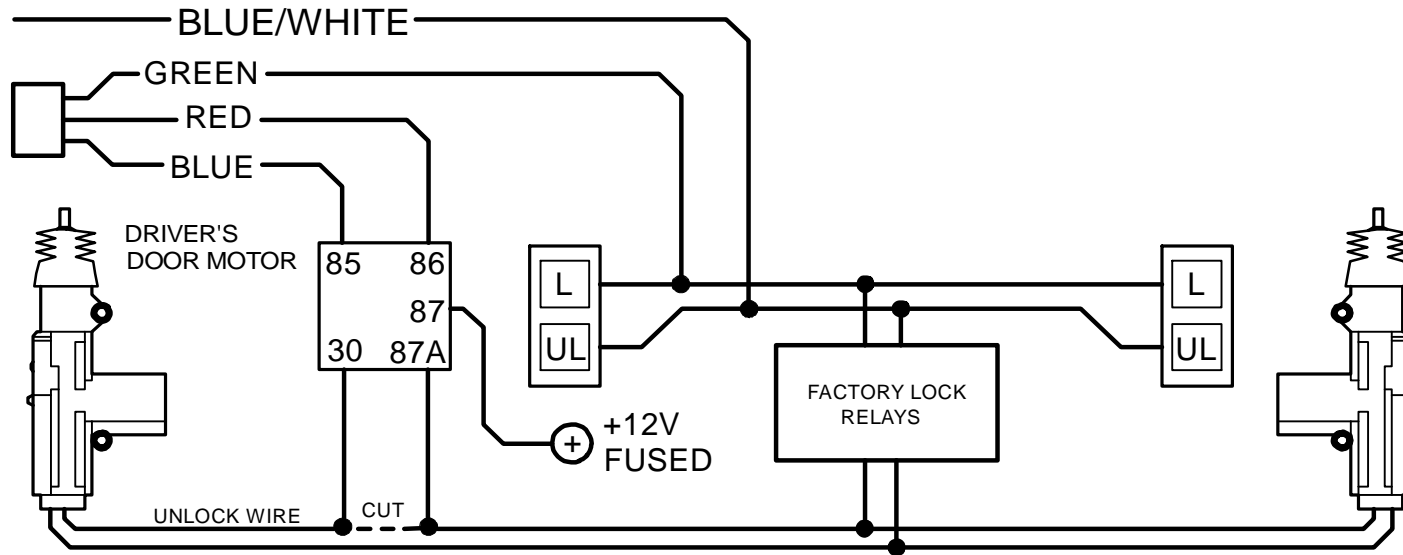 BLUE/WHITE
GREEN
RED
BLUE
DRIVER'S
DOOR MOTOR
85 86
87
30 87A
L
UL
L
UL
FACTORY LOCK
RELAYS
+
+12V
FUSED
UNLOCK WIRE
CUT